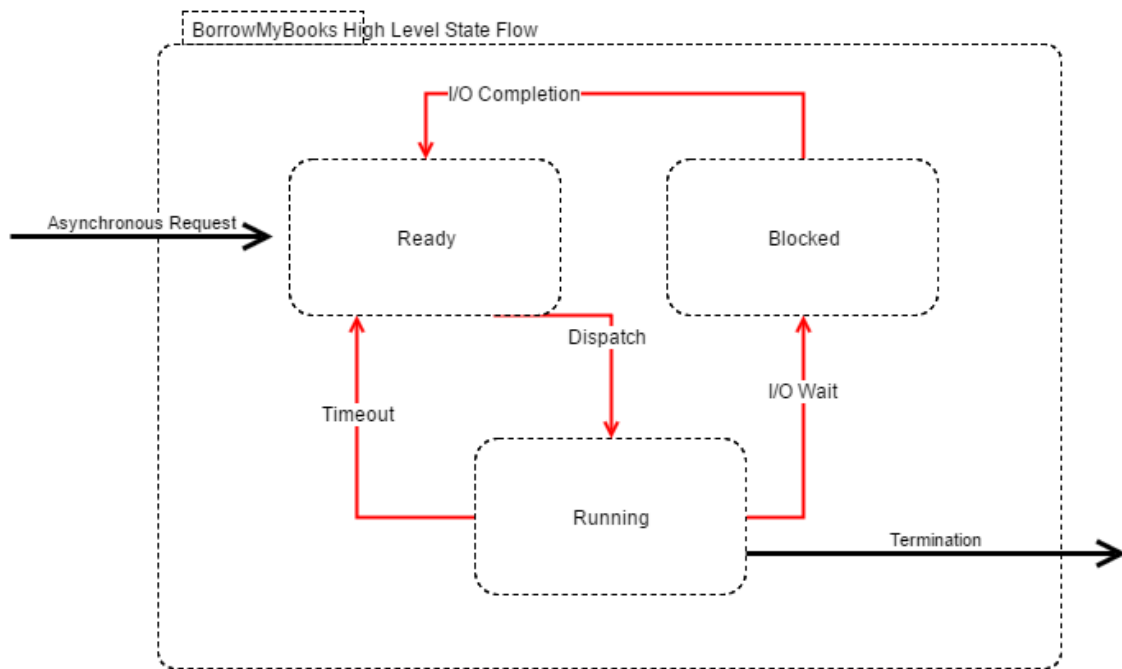 BorrowMyBooks High Level State Flow
I/O Completion
Asynchronous Request
Ready
Blocked
Dispatch
I/O Wait
Timeout
Running
Termination